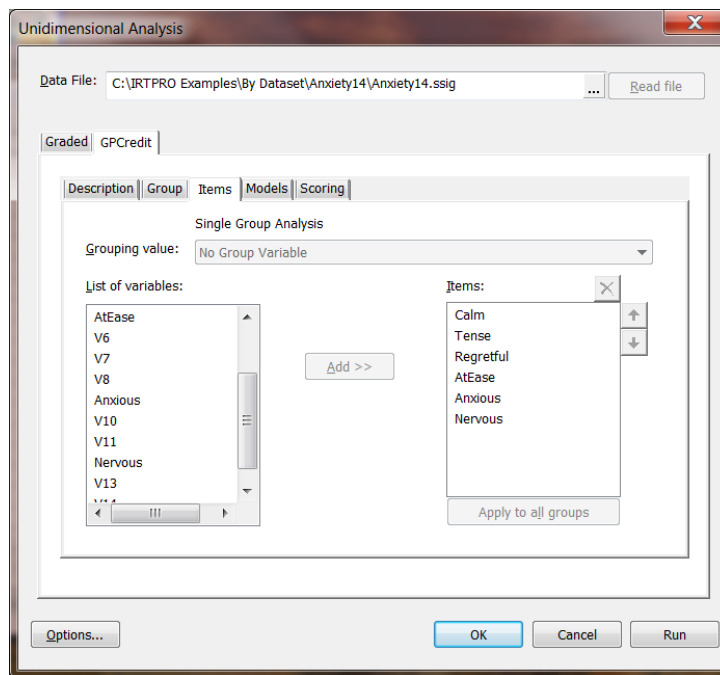 Unidimensional Analysis
Data File: C:\IRTPRO Examples\By Dataset\Anxiety14\Anxiety14.ssig ... Read file
Graded GPCredit
Description Group Items Models Scoring
Single Group Analysis
Grouping value: No Group Variable
List of variables: Items:
AtEase Calm
V6 Tense
V7 Regretful
V8 AtEase
Anxious Anxious
V10 Nervous
V11
Nervous
V13
V14
Add >>
Apply to all groups
Options... OK Cancel Run